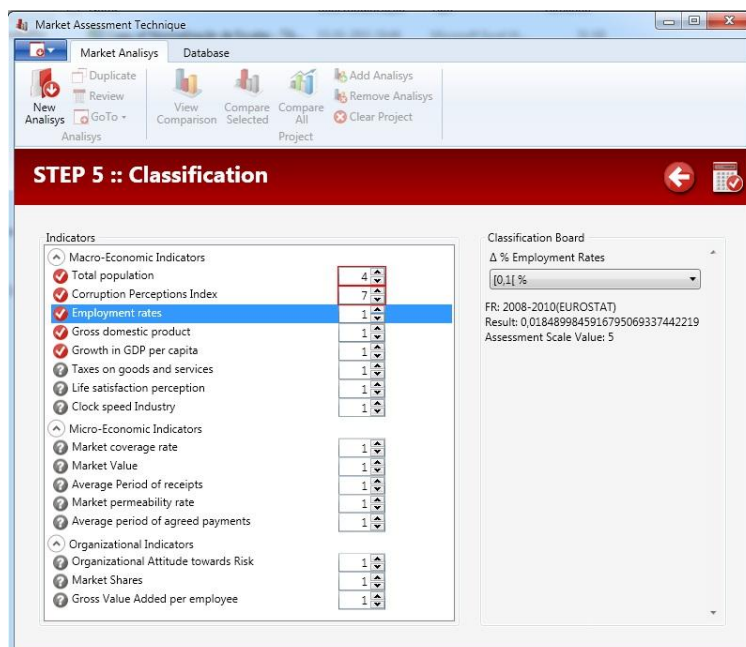 Market Assessment Technique
Market Analisys Database
New Analisys
Duplicate
Review
GoTo
Analisys
View Comparison
Compare Selected
Compare All
Add Analisys
Remove Analisys
Clear Project
Project
STEP 5 :: Classification
Indicators
Macro-Economic Indicators
Total population 4
Corruption Perceptions Index 7
Employment rates 1
Gross domestic product 1
Growth in GDP per capita 1
Taxes on goods and services 1
Life satisfaction perception 1
Clock speed Industry 1
Micro-Economic Indicators
Market coverage rate 1
Market Value 1
Average Period of receipts 1
Market permeability rate 1
Average period of agreed payments 1
Organizational Indicators
Organizational Attitude towards Risk 1
Market Shares 1
Gross Value Added per employee 1
Classification Board
Δ % Employment Rates
[0,1[ %
FR: 2008-2010(EUROSTAT)
Result: 0,0184899845916795069337442219
Assessment Scale Value: 5